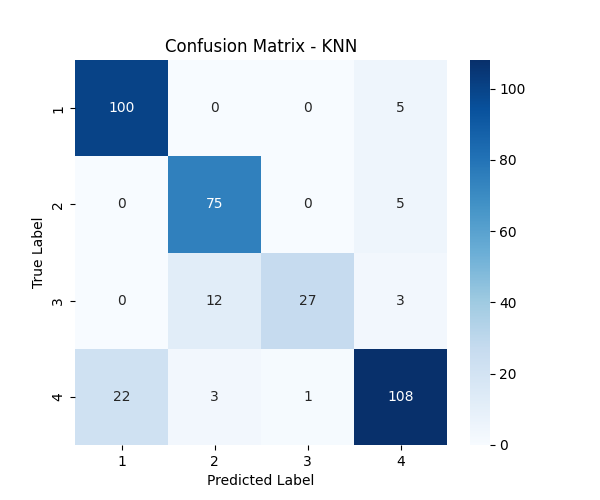 Confusion Matrix - KNN
True Label
1 100 0 0 5
2 0 75 0 5
3 0 12 27 3
4 22 3 1 108
1 2 3 4
Predicted Label
100
80
60
40
20
0